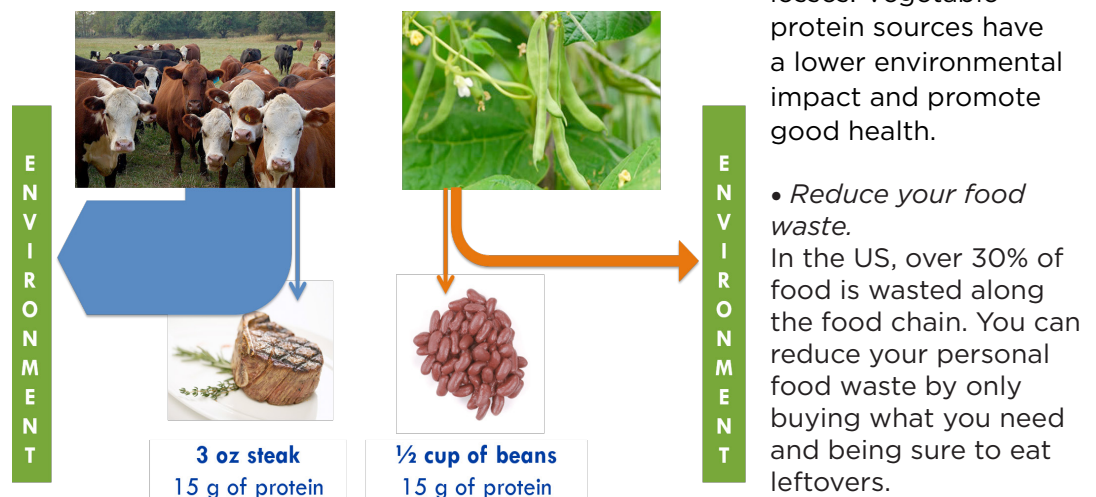 ENVIRONMENT
3 oz steak
15 g of protein
½ cup of beans
15 g of protein
ENVIRONMENT
protein sources have
a lower environmental
impact and promote
good health.
• Reduce your food
waste.
In the US, over 30% of
food is wasted along
the food chain. You can
reduce your personal
food waste by only
buying what you need
and being sure to eat
leftovers.